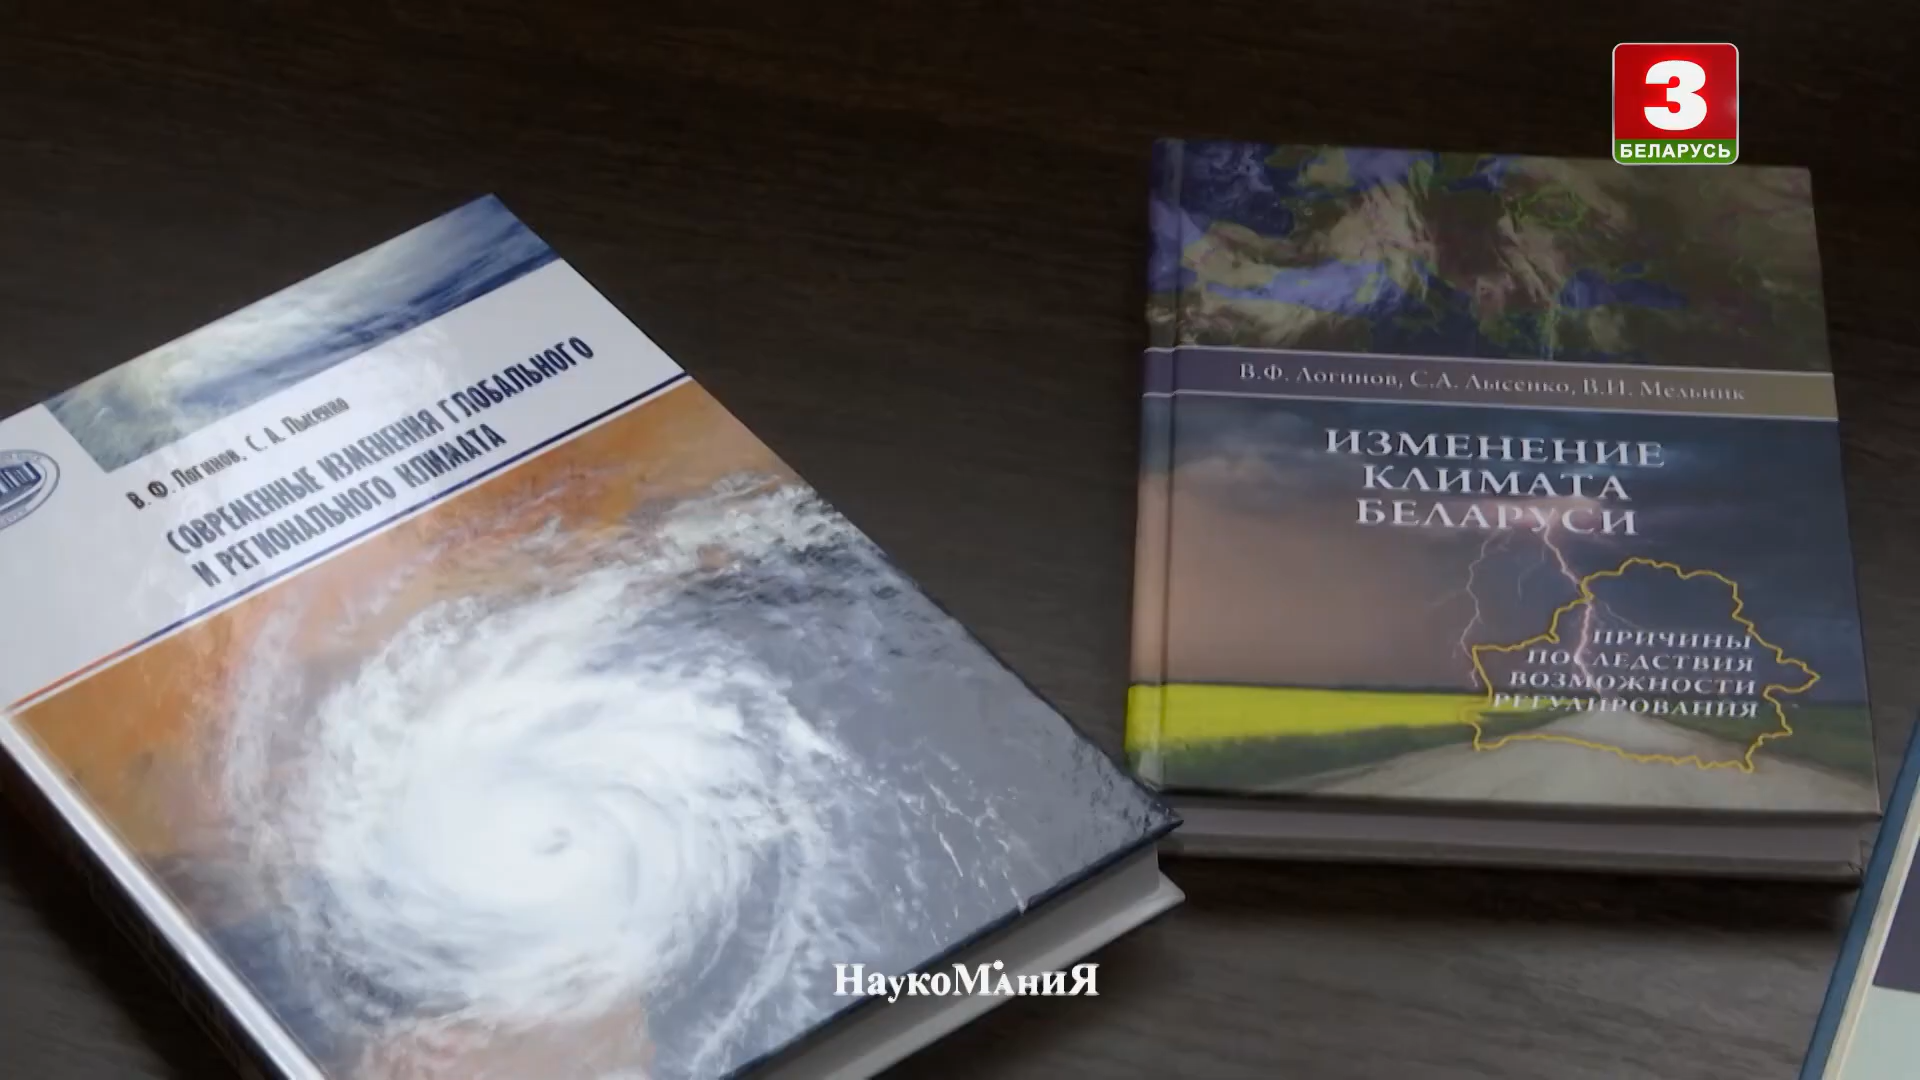 3
БЕЛАРУСЬ
В. Ф. Логинов, С. А. Лысенко
СОВРЕМЕННЫЕ ИЗМЕНЕНИЯ ГЛОБАЛЬНОГО
И РЕГИОНАЛЬНОГО КЛИМАТА
В.Ф. Логинов, С.А. Лысенко, В.И. Мельник
ИЗМЕНЕНИЕ
КЛИМАТА
БЕЛАРУСИ
ПРИЧИНЫ
ПОСЛЕДСТВИЯ
ВОЗМОЖНОСТИ
РЕГУЛИРОВАНИЯ
НаукоМаниЯ